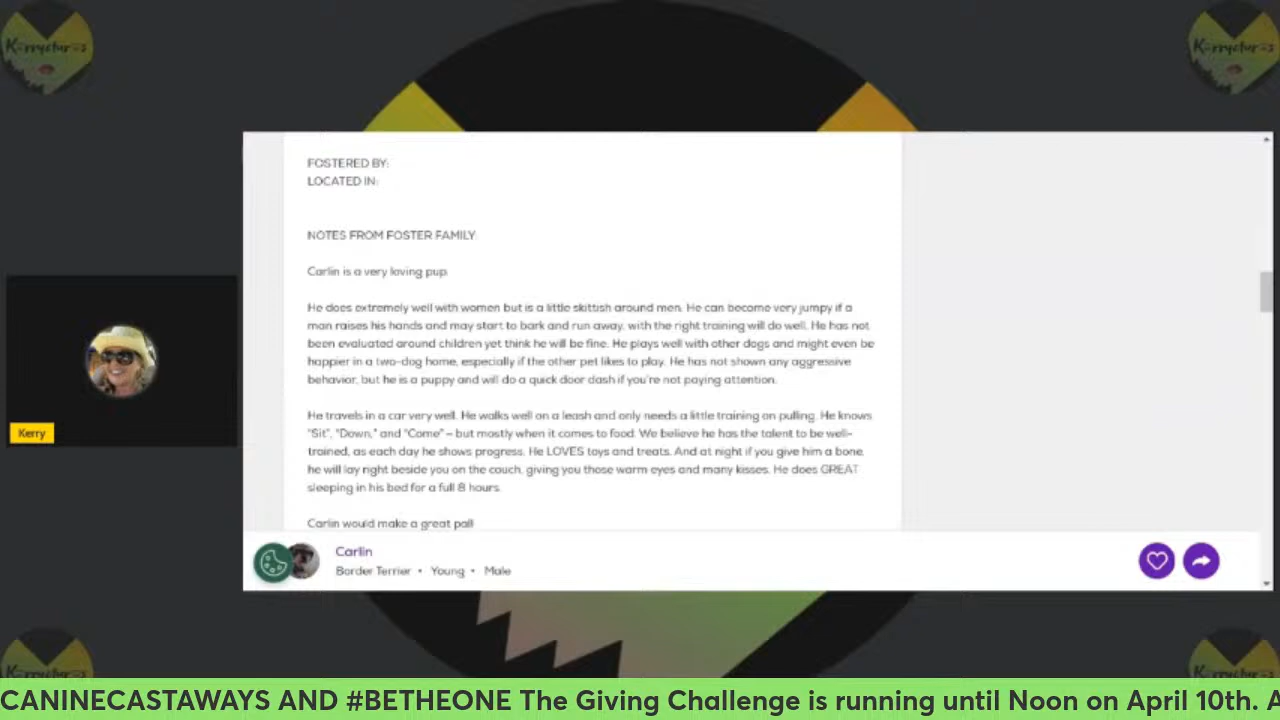 Kerryctures
Kerryctures
FOSTERED BY:
LOCATED IN:
NOTES FROM FOSTER FAMILY
Carlin is a very loving pup.
He does extremely well with women but is a little skittish around men. He can become very jumpy if a
man raises his hands and may start to bark and run away, with the right training will do well. He has not
been evaluated around children yet think he will be fine. He plays well with other dogs and might even be
happier in a two-dog home, especially if the other pet likes to play. He has not shown any aggressive
behavior, but he is a puppy and will do a quick door dash if you're not paying attention.
He travels in a car very well. He walks well on a leash and only needs a little training on pulling. He knows
"Sit", "Down," and "Come" – but mostly when it comes to food. We believe he has the talent to be well-
trained, as each day he shows progress. He LOVES toys and treats. And at night if you give him a bone,
he will lay right beside you on the couch, giving you those warm eyes and many kisses. He does GREAT
sleeping in his bed for a full 8 hours.
Carlin would make a great pal!
Kerry
Carlin
Border Terrier • Young • Male
Kerryctures
Kerryctures
CANINECASTAWAYS AND #BETHEONE The Giving Challenge is running until Noon on April 10th. A